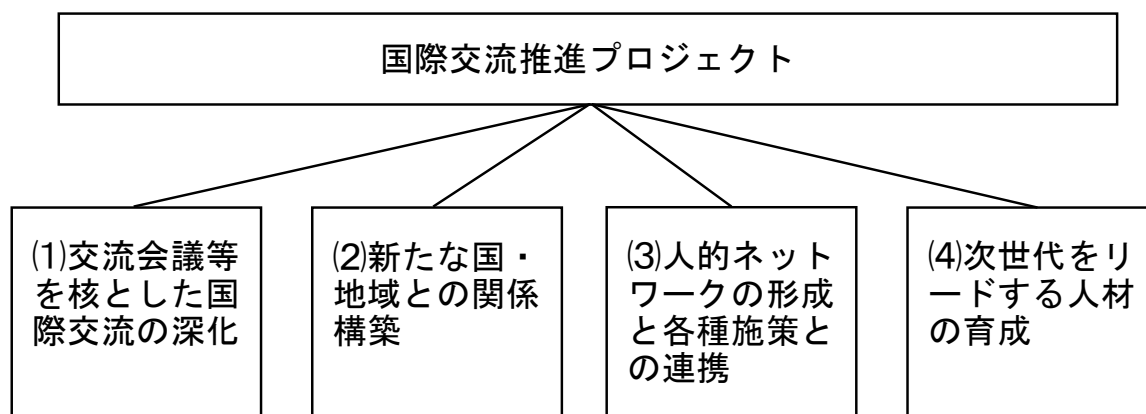 国際交流推進プロジェクト
⑴交流会議等
を核とした国
際交流の深化
⑵新たな国・
地域との関係
構築
⑶人的ネット
ワークの形成
と各種施策と
の連携
⑷次世代をリ
ードする人材
の育成